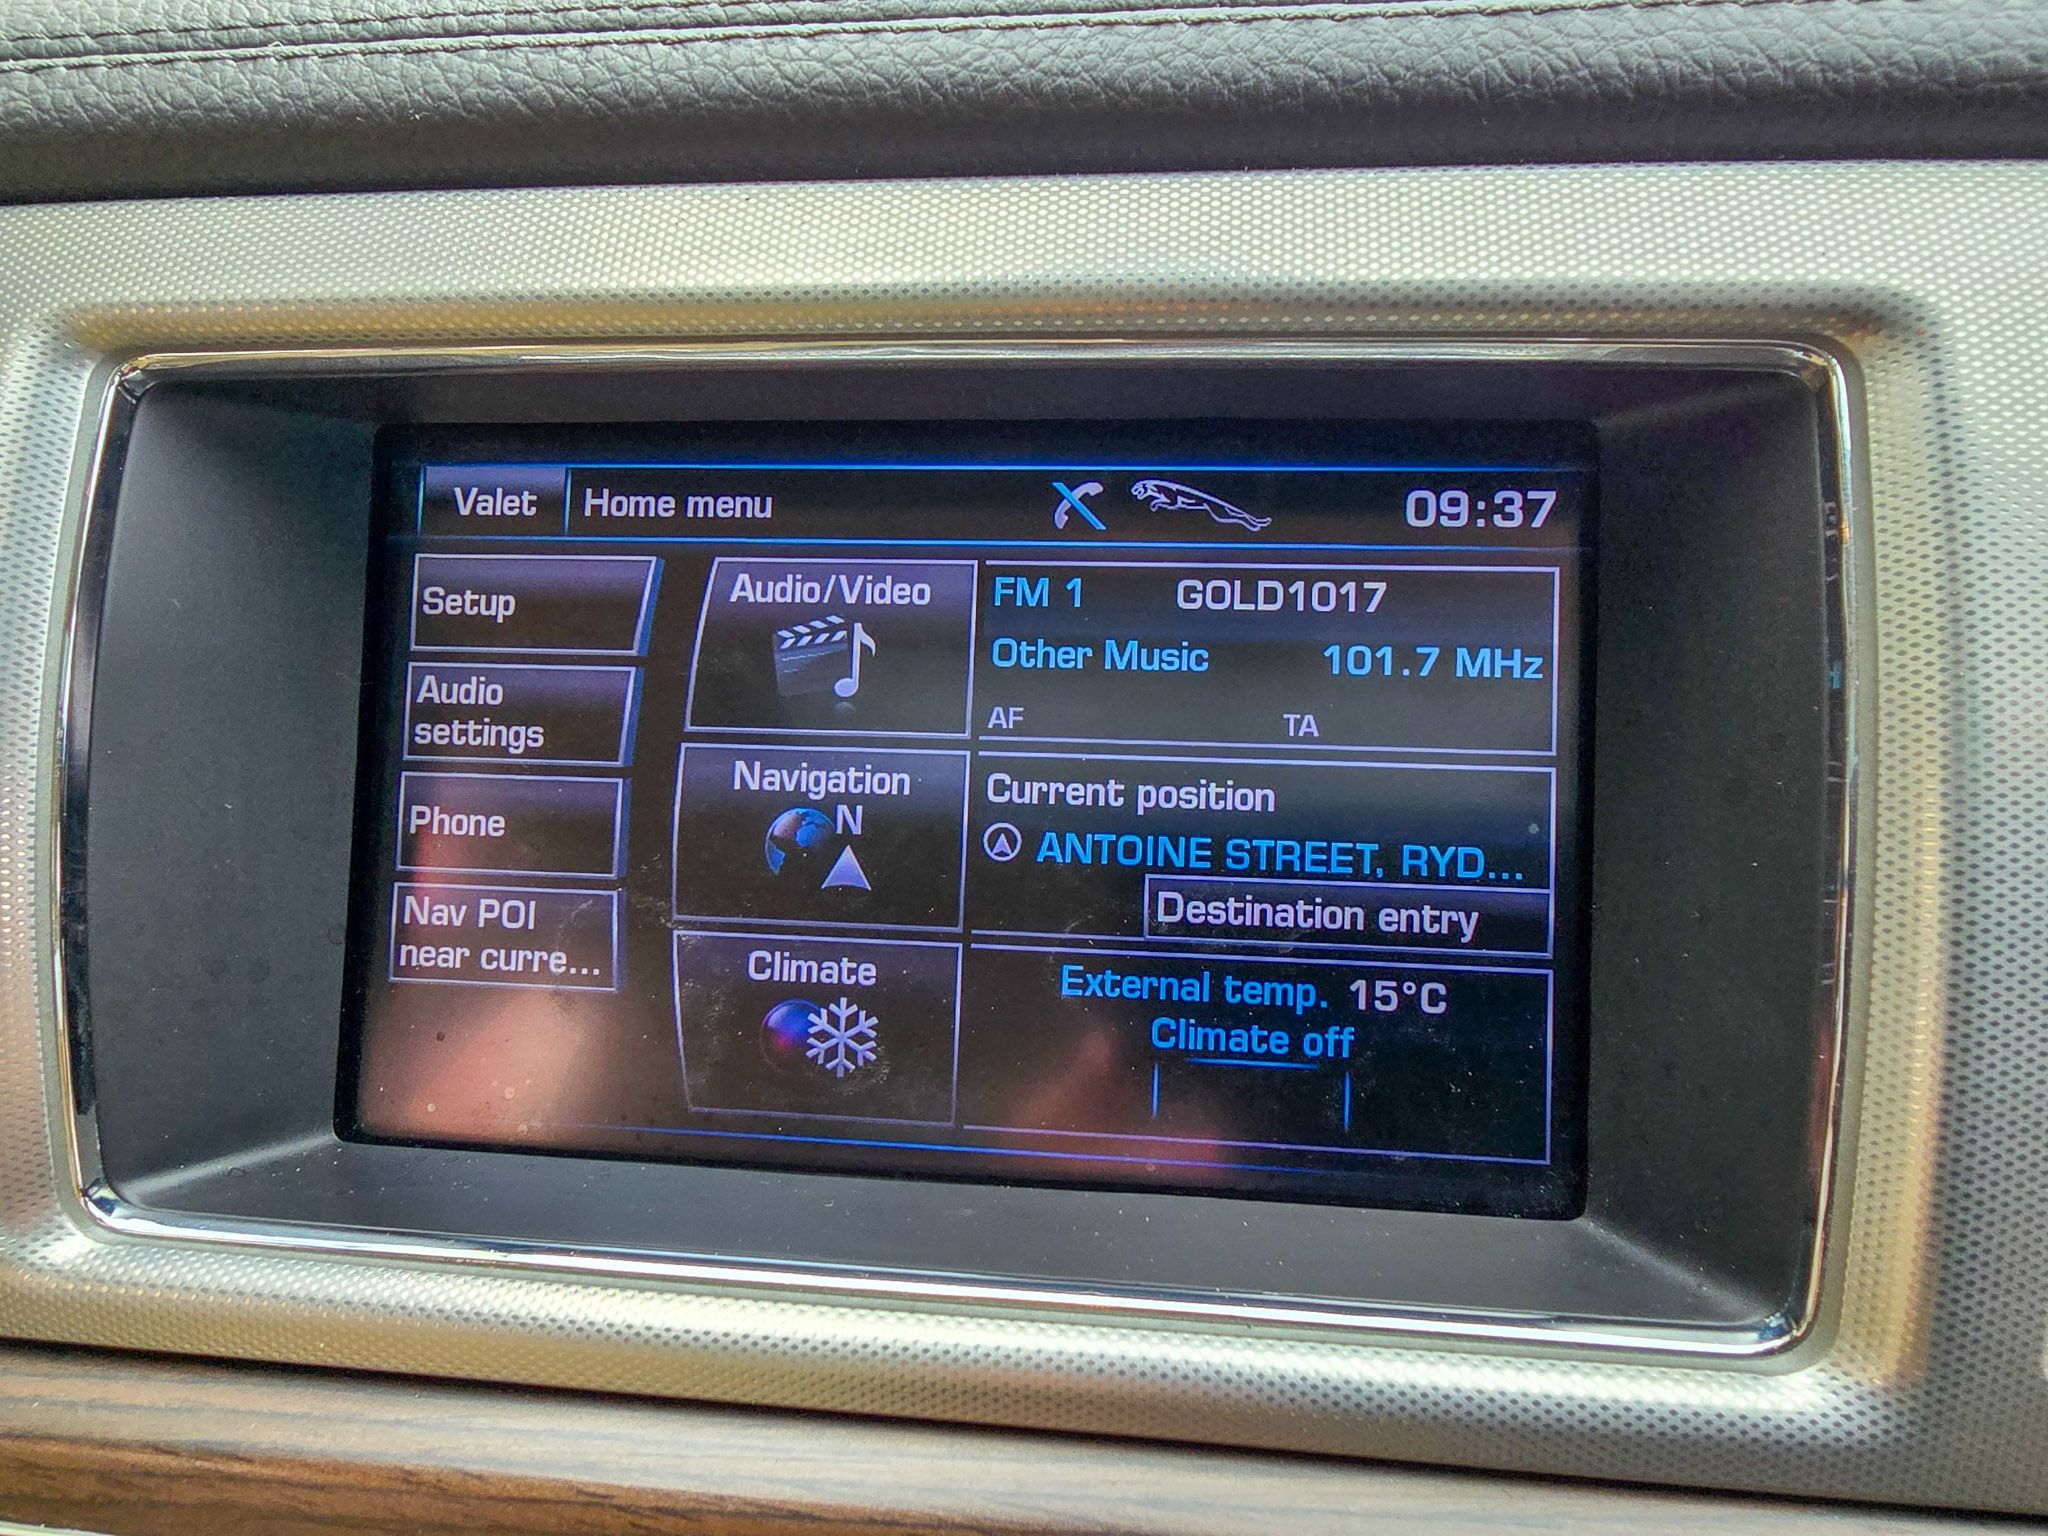 Valet
Home menu
09:37
Setup
Audio
settings
Phone
Nav POI
near curre...
Audio/Video
Navigation
N
Climate
FM 1
GOLD1017
Other Music
101.7 MHz
AF
TA
Current position
ANTOINE STREET, RYD...
Destination entry
External temp. 15°C
Climate off